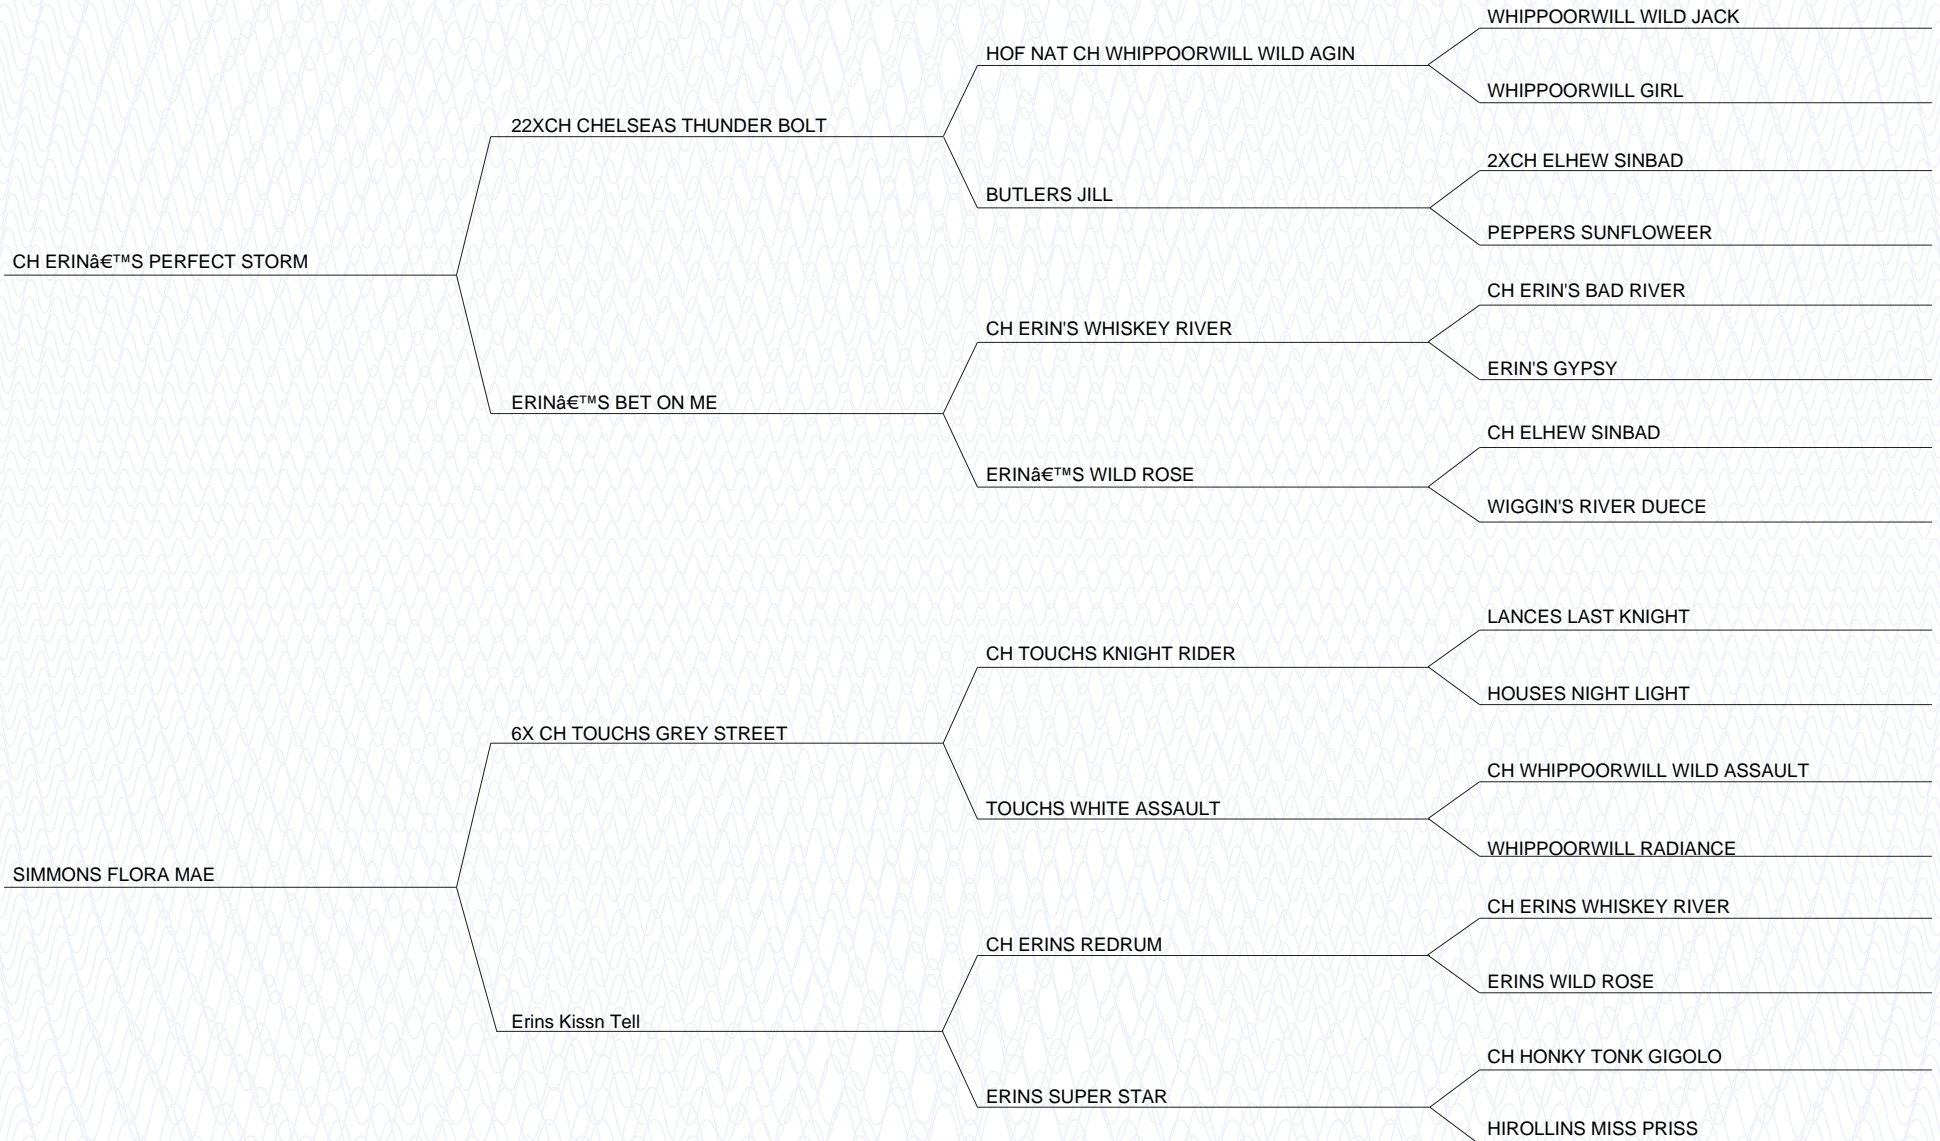 WHIPPOORWILL WILD JACK
HOF NAT CH WHIPPOORWILL WILD AGIN
WHIPPOORWILL GIRL
22XCH CHELSEAS THUNDER BOLT
2XCH ELHEW SINBAD
BUTLERS JILL
PEPPERS SUNFLOWEER
CH ERINâ€™S PERFECT STORM
CH ERIN'S BAD RIVER
CH ERIN'S WHISKEY RIVER
ERIN'S GYPSY
ERINâ€™S BET ON ME
CH ELHEW SINBAD
ERINâ€™S WILD ROSE
WIGGIN'S RIVER DUECE
LANCES LAST KNIGHT
CH TOUCHS KNIGHT RIDER
HOUSES NIGHT LIGHT
6X CH TOUCHS GREY STREET
CH WHIPPOORWILL WILD ASSAULT
TOUCHS WHITE ASSAULT
WHIPPOORWILL RADIANCE
SIMMONS FLORA MAE
CH ERINS WHISKEY RIVER
CH ERINS REDRUM
ERINS WILD ROSE
Erins Kissn Tell
CH HONKY TONK GIGOLO
ERINS SUPER STAR
HIROLLINS MISS PRISS